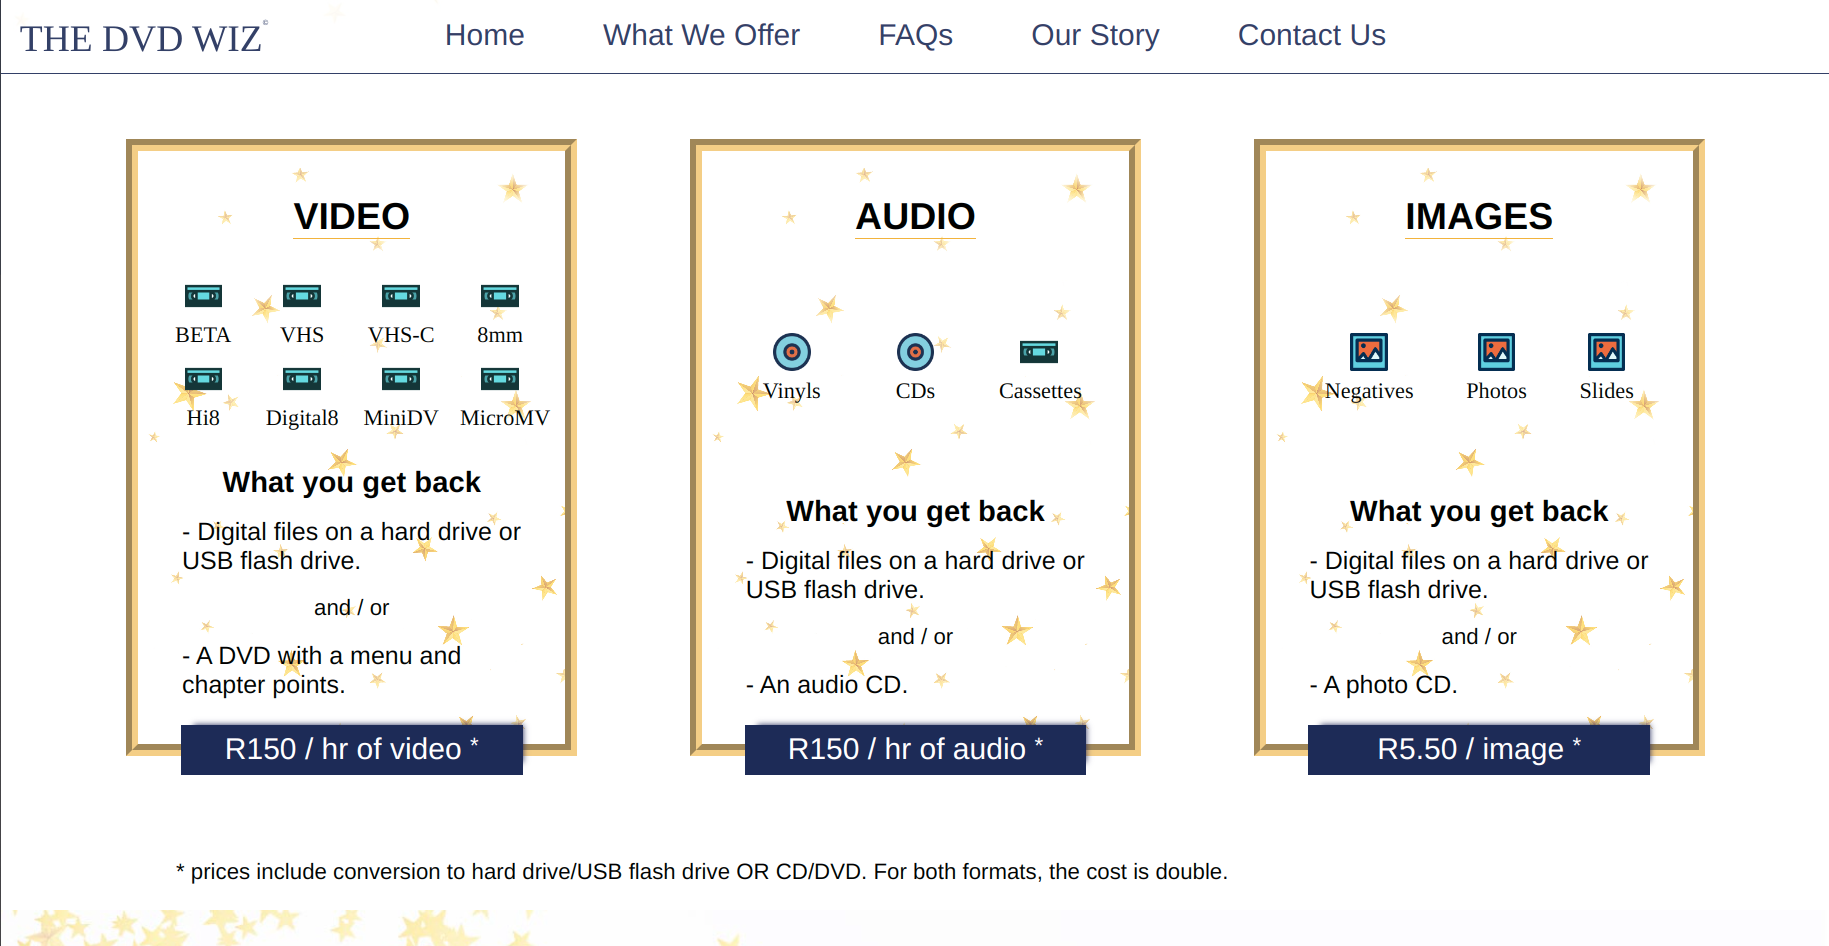 THE DVD WIZ©
Home What We Offer FAQs Our Story Contact Us
VIDEO
BETA VHS VHS-C 8mm
Hi8 Digital8 MiniDV MicroMV
What you get back
- Digital files on a hard drive or
USB flash drive.
and / or
- A DVD with a menu and
chapter points.
R150 / hr of video *
AUDIO
Vinyls CDs Cassettes
What you get back
- Digital files on a hard drive or
USB flash drive.
and / or
- An audio CD.
R150 / hr of audio *
IMAGES
Negatives Photos Slides
What you get back
- Digital files on a hard drive or
USB flash drive.
and / or
- A photo CD.
R5.50 / image *
* prices include conversion to hard drive/USB flash drive OR CD/DVD. For both formats, the cost is double.